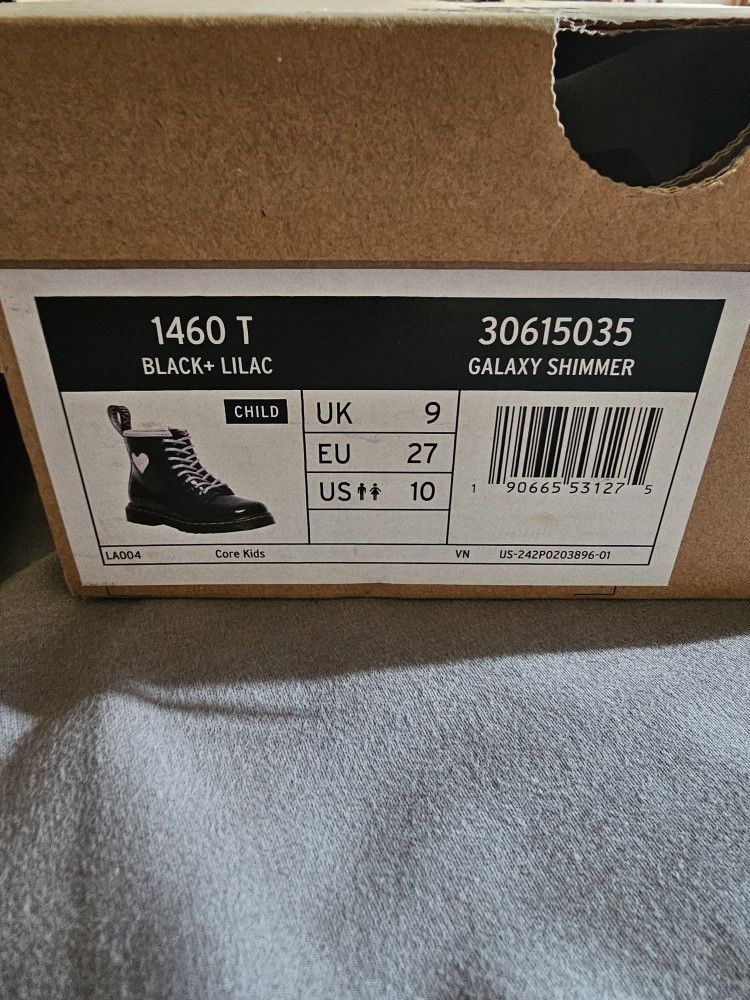 1460 T
BLACK+ LILAC
30615035
GALAXY SHIMMER
CHILD
UK 9
EU 27
US 10
1 90665 53127 5
LA004 Core Kids VN US-242P0203896-01